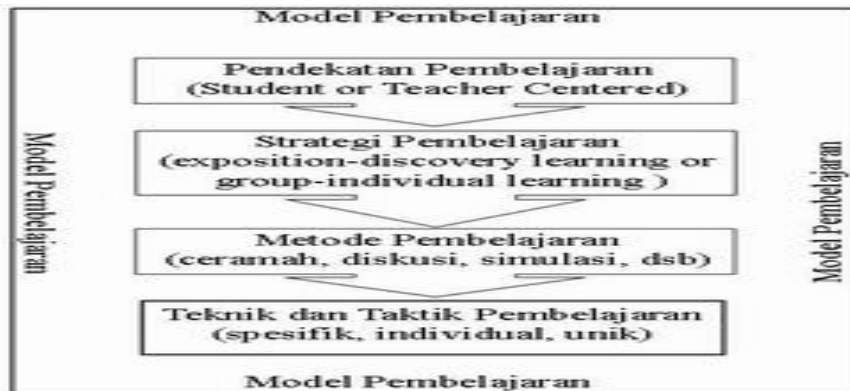 Model Pembelajaran
Pendekatan Pembelajaran
(Student or Teacher Centered)
Strategi Pembelajaran
(exposition-discovery learning or
group-individual learning )
Metode Pembelajaran
(ceramah, diskusi, simulasi, dsb)
Teknik dan Taktik Pembelajaran
(spesifik, individual, unik)
Model Pembelajaran
Model Pembelajaran
Model Pembelajaran